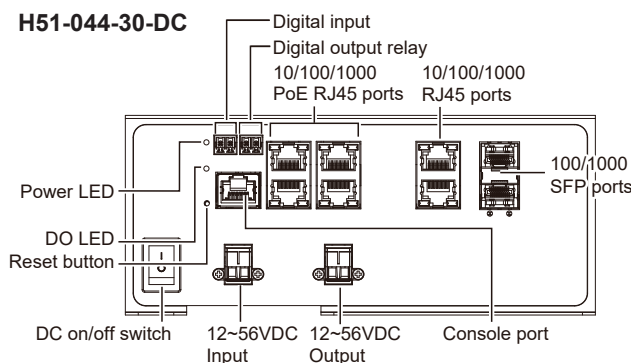 H51-044-30-DC
Digital input
Digital output relay
10/100/1000
PoE RJ45 ports
10/100/1000
RJ45 ports
100/1000
SFP ports
Power LED
DO LED
Reset button
DC on/off switch
12~56VDC
Input
12~56VDC
Output
Console port